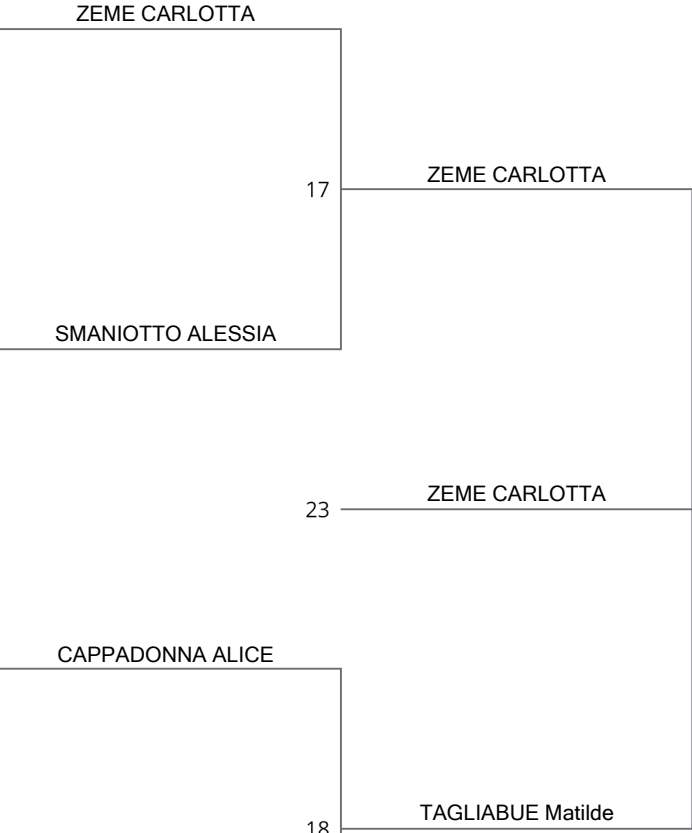 ZEME CARLOTTA
17
ZEME CARLOTTA
SMANIOTTO ALESSIA
23
ZEME CARLOTTA
CAPPADONNA ALICE
18
TAGLIABUE Matilde